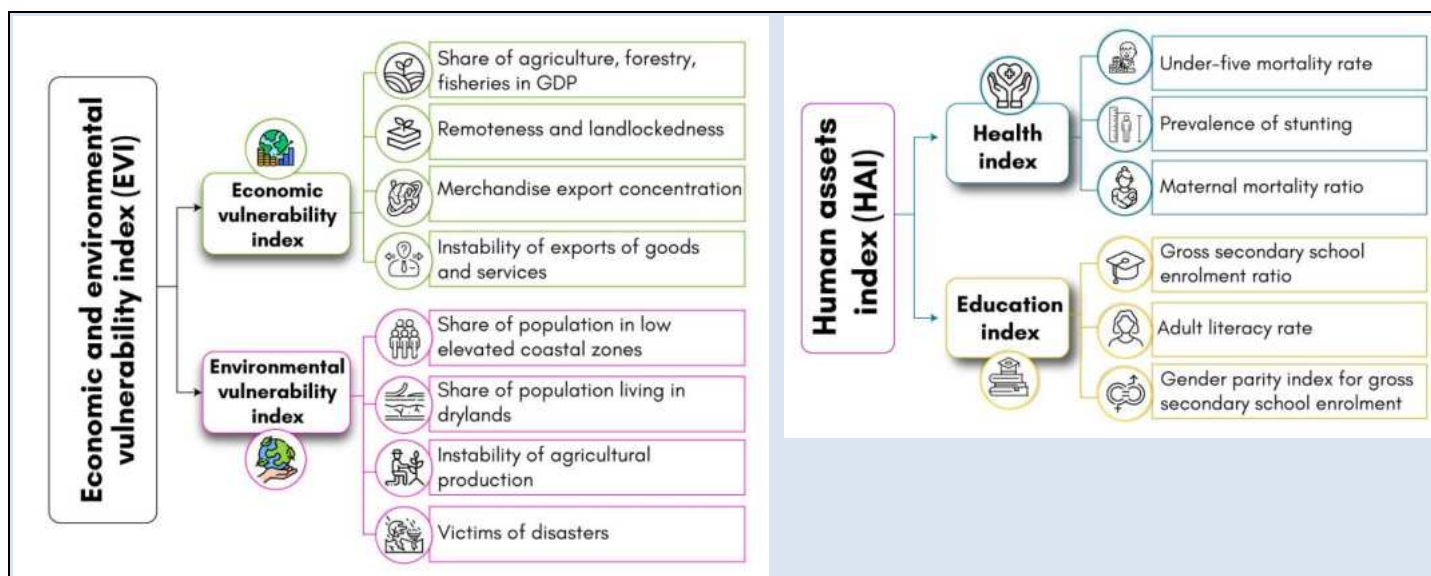 Economic and environmental
vulnerability index (EVI)
Economic
vulnerability
index
Share of agriculture, forestry,
fisheries in GDP
Remoteness and landlockedness
Merchandise export concentration
Instability of exports of goods
and services
Environmental
vulnerability
index
Share of population in low
elevated coastal zones
Share of population living in
drylands
Instability of agricultural
production
Victims of disasters
Human assets
index (HAI)
Health
index
Under-five mortality rate
Prevalence of stunting
Maternal mortality ratio
Education
index
Gross secondary school
enrolment ratio
Adult literacy rate
Gender parity index for gross
secondary school enrolment